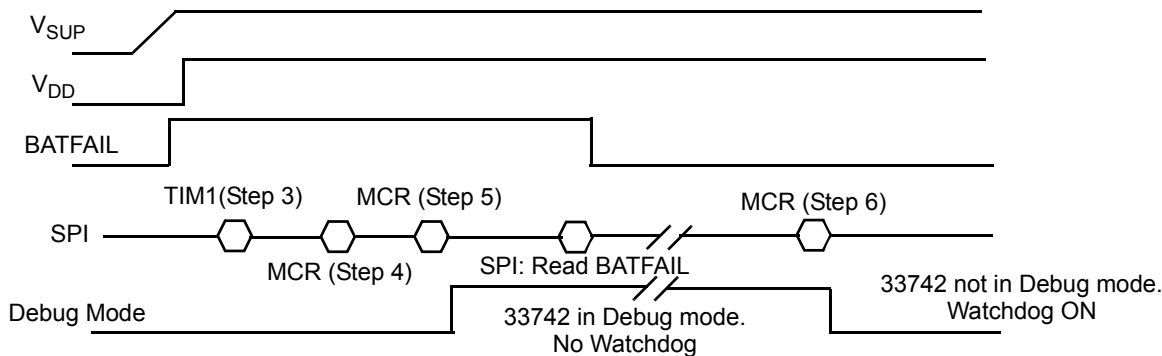 VSUP
VDD
BATFAIL
TIM1(Step 3)
MCR (Step 5)
MCR (Step 6)
SPI
MCR (Step 4)
SPI: Read BATFAIL
Debug Mode
33742 in Debug mode.
No Watchdog
33742 not in Debug mode.
Watchdog ON